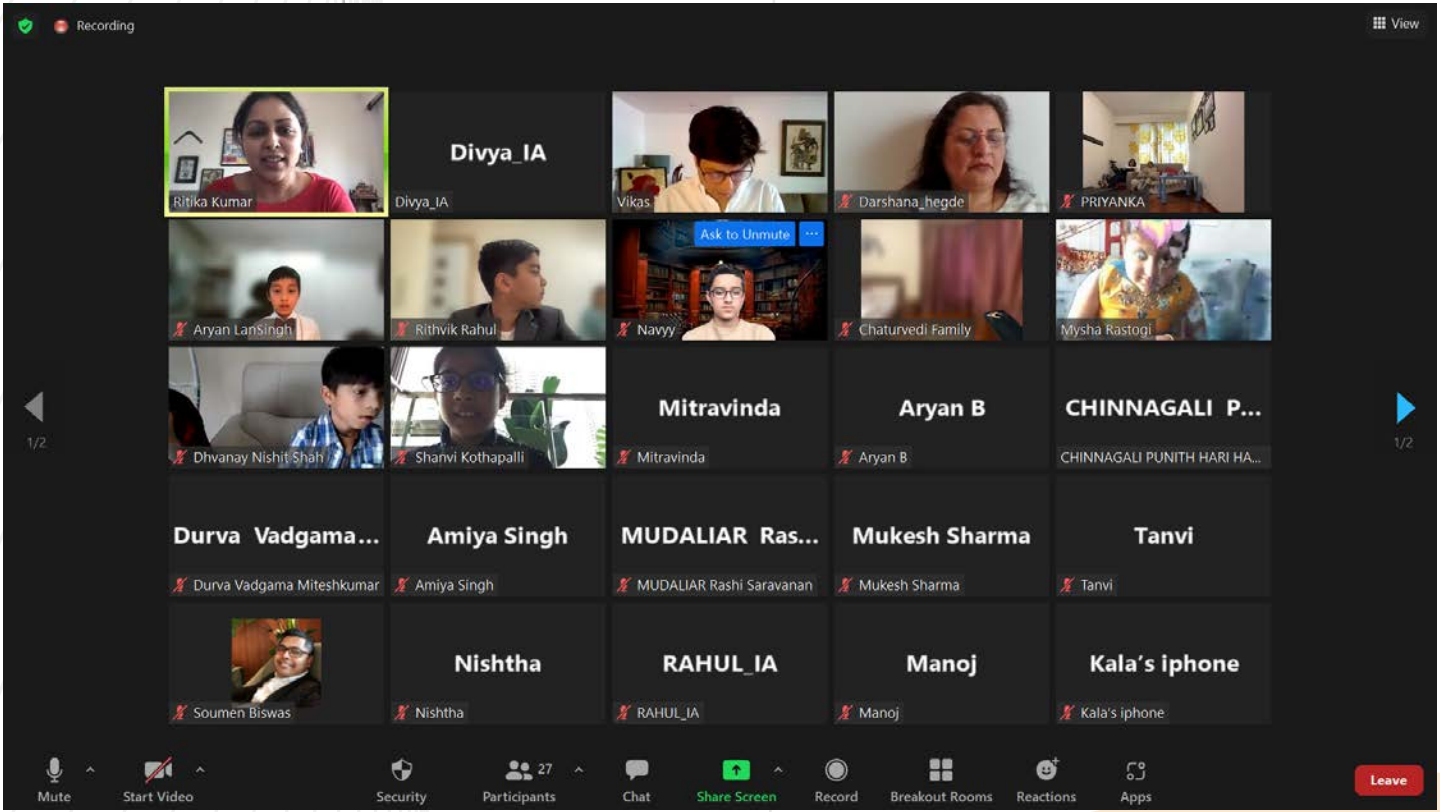 Recording
View
Ritika Kumar
Divya_IA
Divya_IA
Vikas
Darshana_hegde
PRIYANKA
Aryan LanSingh
Rithvik Rahul
Ask to Unmute ...
Navyy
Chaturvedi Family
Mysha Rastogi
Dhvanay Nishit Shah
Shanvi Kothapalli
Mitravinda
Mitravinda
Aryan B
Aryan B
CHINNAGALI P...
CHINNAGALI PUNITH HARI HA...
1/2
1/2
Durva Vadgama...
Durva Vadgama Miteshkumar
Amiya Singh
Amiya Singh
MUDALIAR Ras...
MUDALIAR Rashi Saravanan
Mukesh Sharma
Mukesh Sharma
Tanvi
Tanvi
Soumen Biswas
Nishtha
Nishtha
RAHUL_IA
RAHUL_IA
Manoj
Manoj
Kala's iphone
Kala's iphone
Mute
Start Video
Security
27
Participants
Chat
Share Screen
Record
Breakout Rooms
Reactions
Apps
Leave